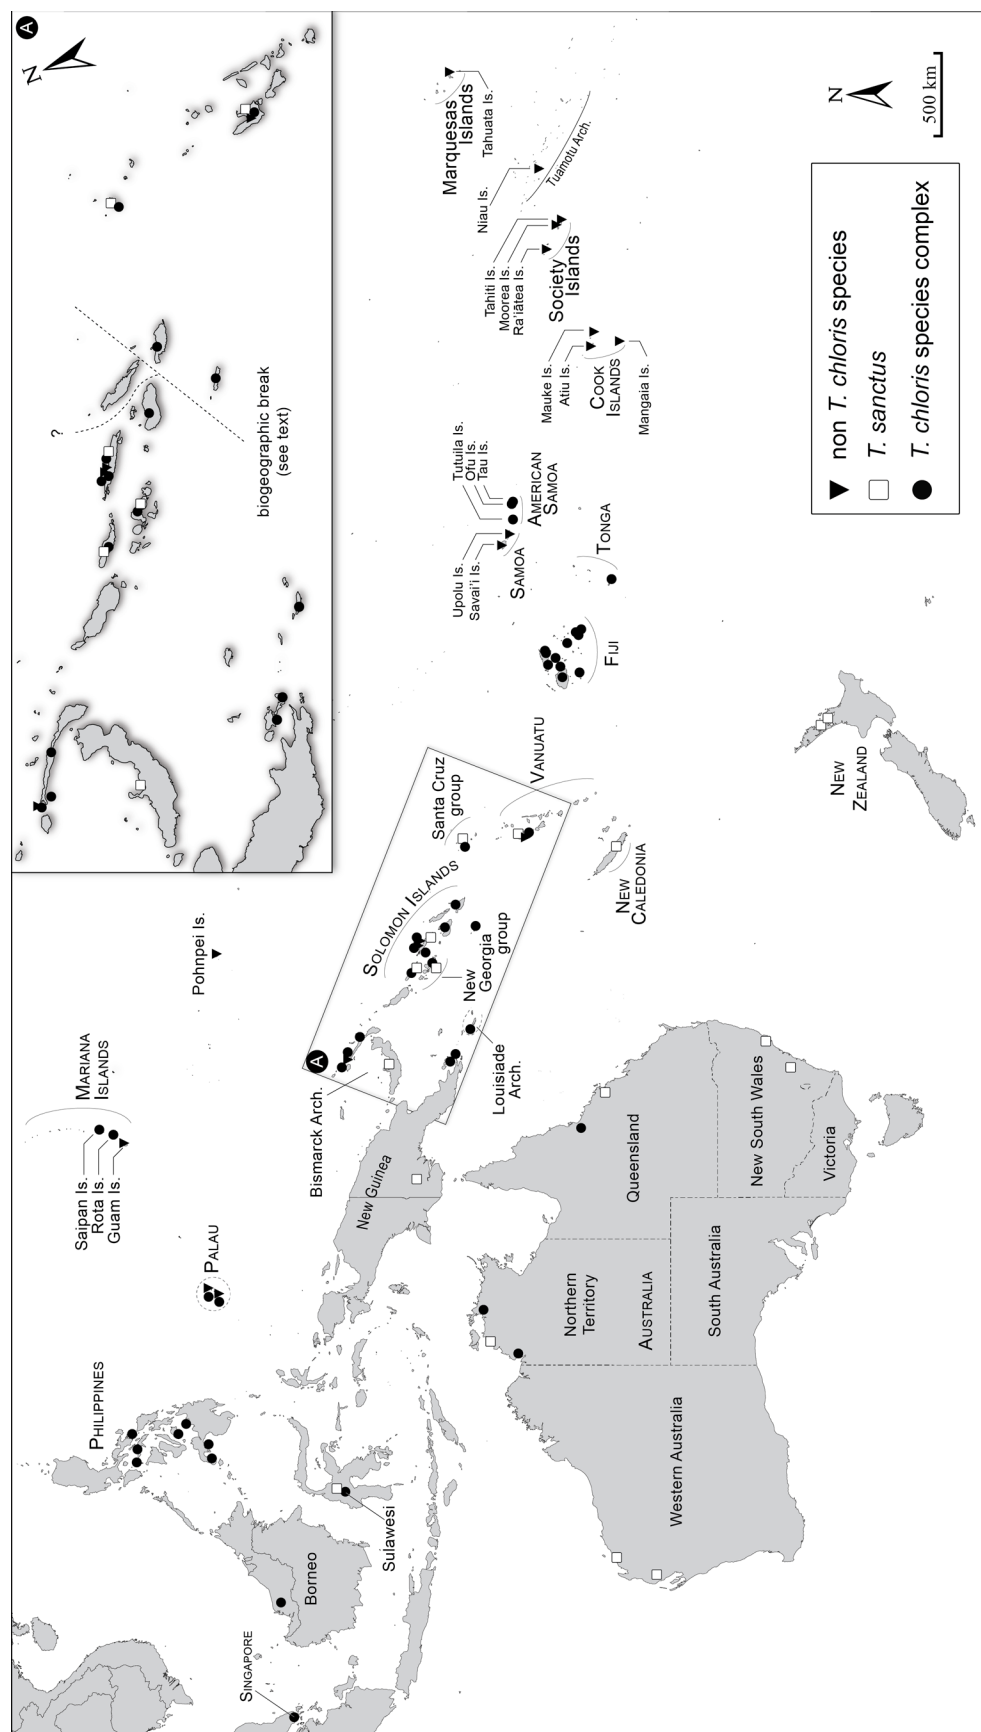 SINGAPORE
Borneo
Sulawesi
PHILIPPINES
PALAU
Saipan Is.
Rota Is.
Guam Is.
MARIANA
ISLANDS
Pohnpei Is.
New Guinea
Bismarck Arch.
A
SOLOMON ISLANDS
New
Georgia
group
Louisiade
Arch.
Santa Cruz
group
VANUATU
NEW
CALEDONIA
FIJI
TONGA
Upolu Is.
Savai'i Is.
SAMOA
Tutuila Is.
Ofu Is.
Tau Is.
AMERICAN
SAMOA
Mauke Is.
Atiu Is.
COOK
ISLANDS
Mangaia Is.
Tahiti Is.
Moorea Is.
Ra'iātea Is.
Society
Islands
Niau Is.
Tuamotu Arch.
Marquesas
Islands
Tahuata Is.
Western Australia
Northern
Territory
AUSTRALIA
South Australia
Queensland
New South Wales
Victoria
NEW
ZEALAND
A
N
?
biogeographic break
(see text)
N
500 km
non T. chloris species
T. sanctus
T. chloris species complex